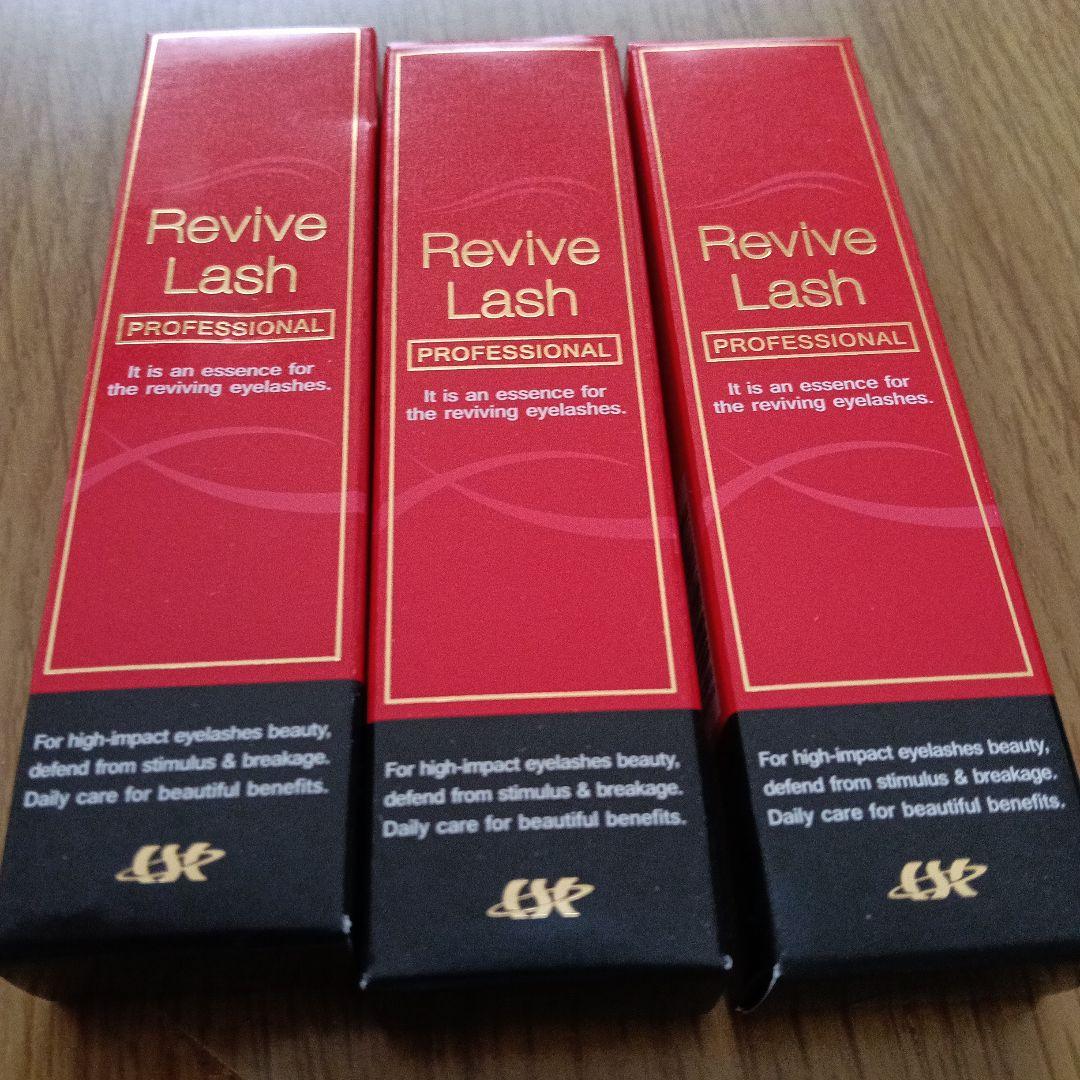 Revive
Lash
PROFESSIONAL
It is an essence for
the reviving eyelashes.
For high-impact eyelashes beauty,
defend from stimulus & breakage.
Daily care for beautiful benefits.
Revive
Lash
PROFESSIONAL
It is an essence for
the reviving eyelashes.
For high-impact eyelashes beauty,
defend from stimulus & breakage.
Daily care for beautiful benefits.
Revive
Lash
PROFESSIONAL
It is an essence for
the reviving eyelashes.
For high-impact eyelashes beauty,
defend from stimulus & breakage.
Daily care for beautiful benefits.